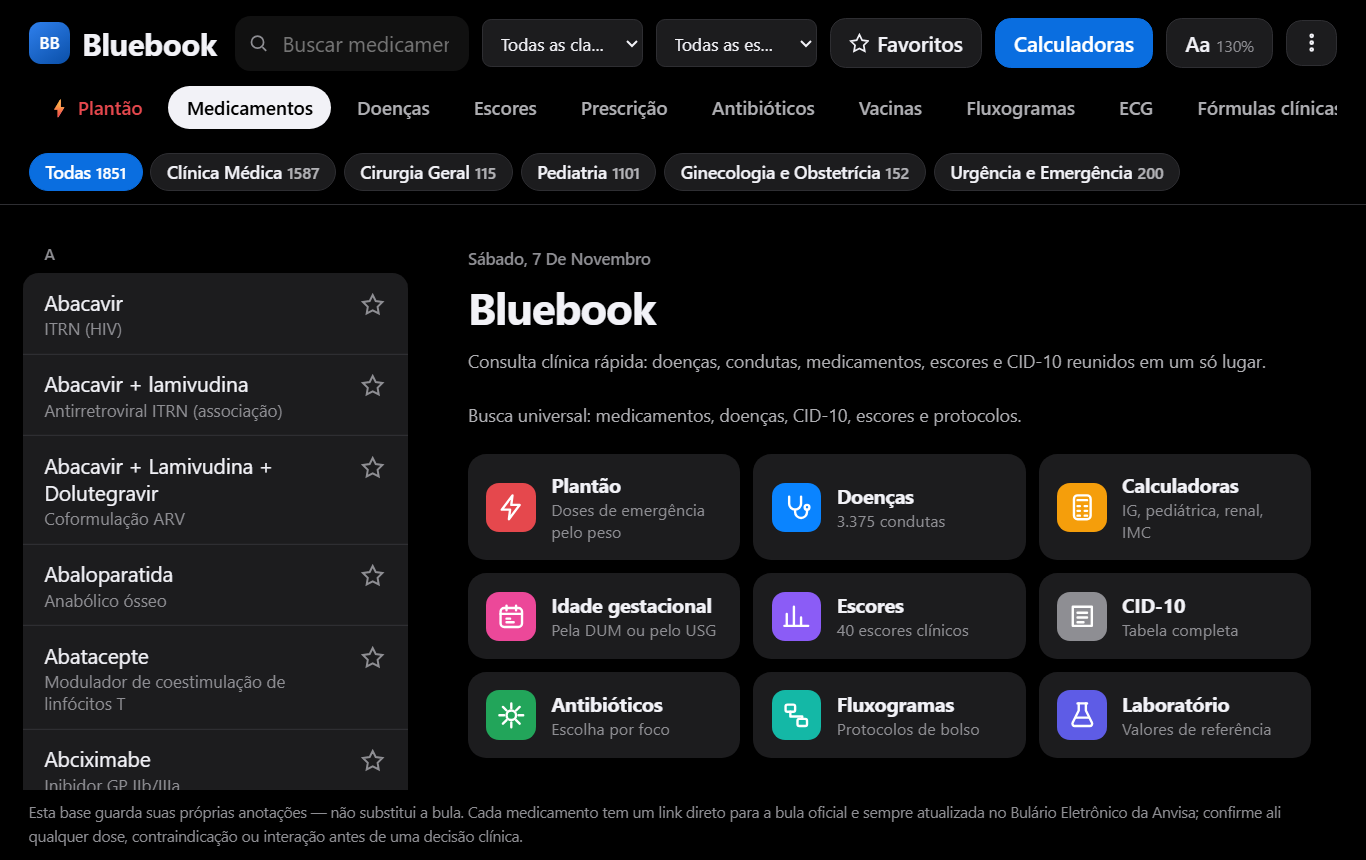 BB Bluebook
Buscar medicamer
Todas as cla...
Todas as es...
Favoritos
Calculadoras
Aa 130%
Plantão
Medicamentos
Doenças
Escores
Prescrição
Antibióticos
Vacinas
Fluxogramas
ECG
Fórmulas clínicas
Todas 1851
Clínica Médica 1587
Cirurgia Geral 115
Pediatria 1101
Ginecologia e Obstetrícia 152
Urgência e Emergência 200
A
Abacavir
ITRN (HIV)
Abacavir + lamivudina
Antirretroviral ITRN (associação)
Abacavir + Lamivudina +
Dolutegravir
Coformulação ARV
Abaloparatida
Anabólico ósseo
Abatacepte
Modulador de coestimulação de
linfócitos T
Abciximabe
Inibidor GP IIb/IIIa
Sábado, 7 De Novembro
Bluebook
Consulta clínica rápida: doenças, condutas, medicamentos, escores e CID-10 reunidos em um só lugar.
Busca universal: medicamentos, doenças, CID-10, escores e protocolos.
Plantão
Doses de emergência
pelo peso
Doenças
3.375 condutas
Calculadoras
IG, pediátrica, renal,
IMC
Idade gestacional
Pela DUM ou pelo USG
Escores
40 escores clínicos
CID-10
Tabela completa
Antibióticos
Escolha por foco
Fluxogramas
Protocolos de bolso
Laboratório
Valores de referência
Esta base guarda suas próprias anotações — não substitui a bula. Cada medicamento tem um link direto para a bula oficial e sempre atualizada no Bulário Eletrônico da Anvisa; confirme ali
qualquer dose, contraindicação ou interação antes de uma decisão clínica.